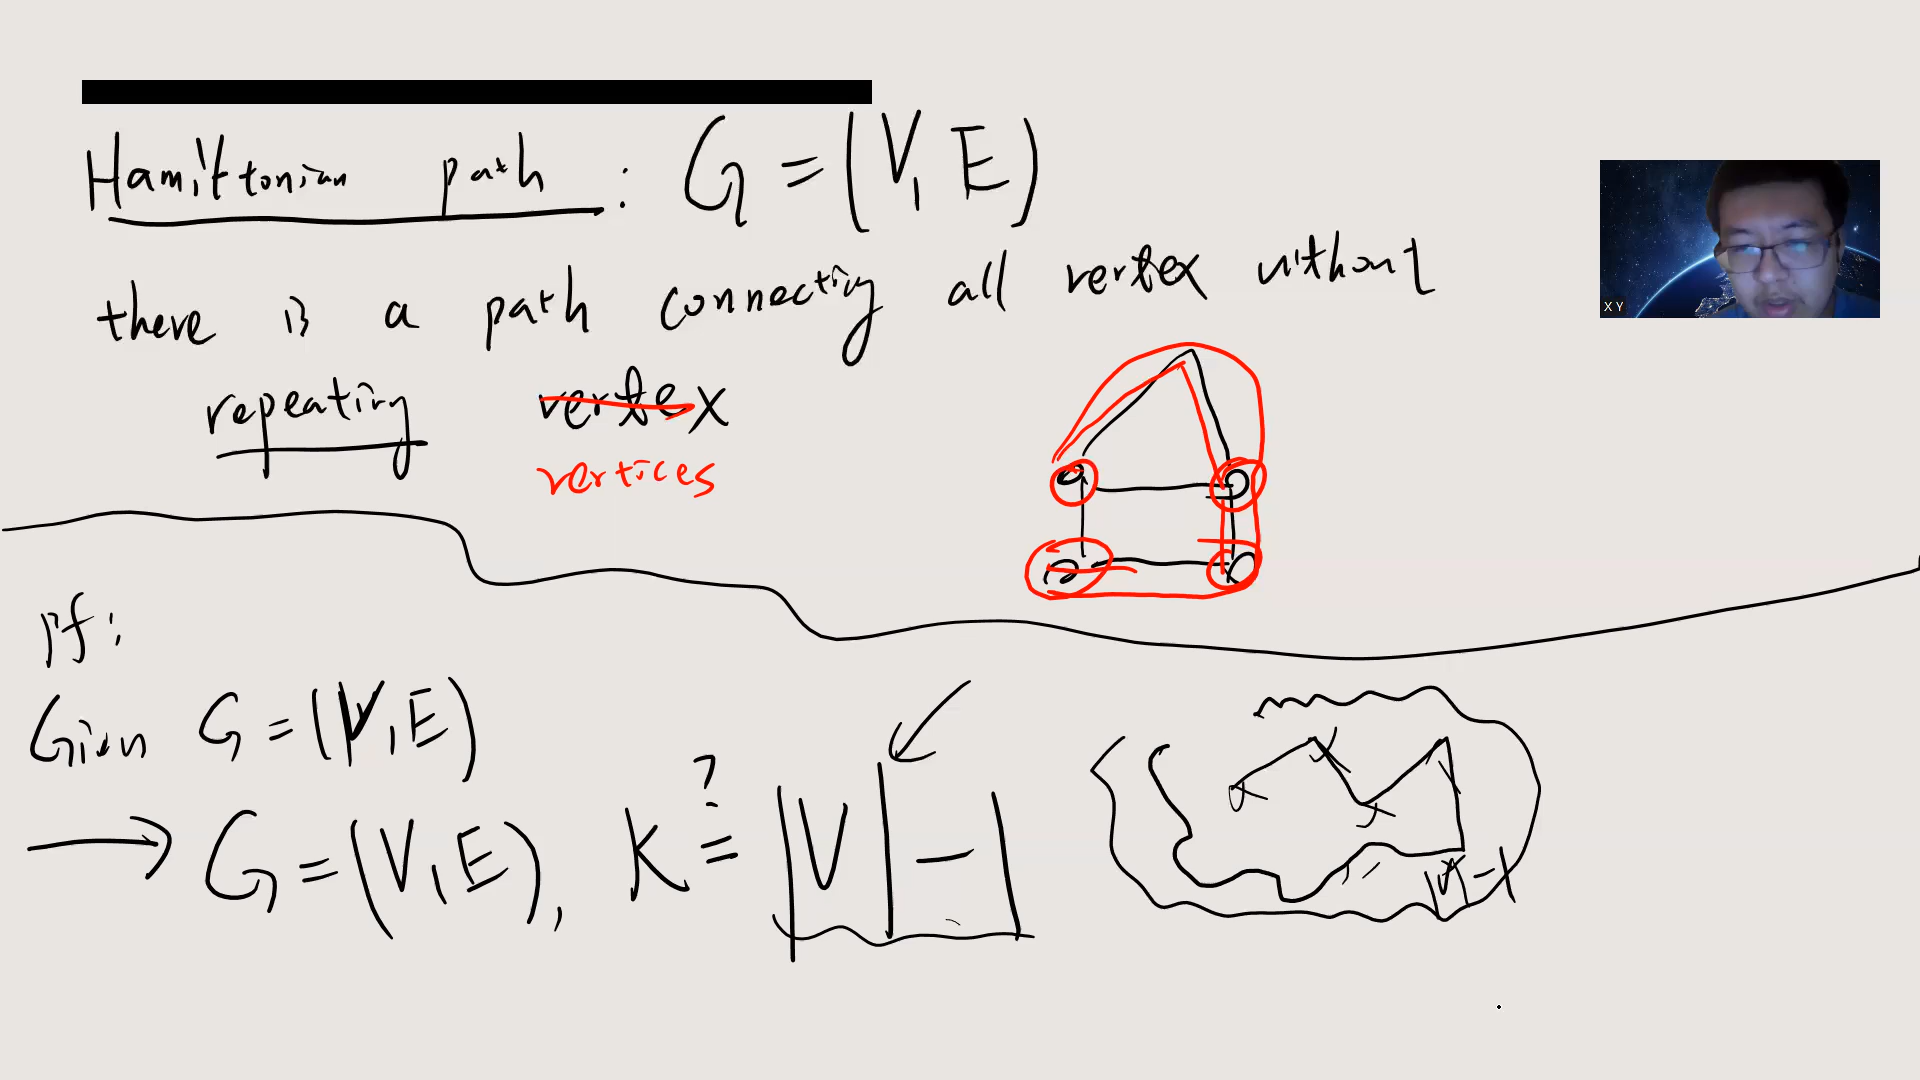 Hamiltonian path : G = (V, E)
there is a path connecting all vertex without
repeating vertex
vertices
X Y
Pf:
Given G = (V, E)
→ G = (V, E), K ?= |V| - 1
|V| - 1